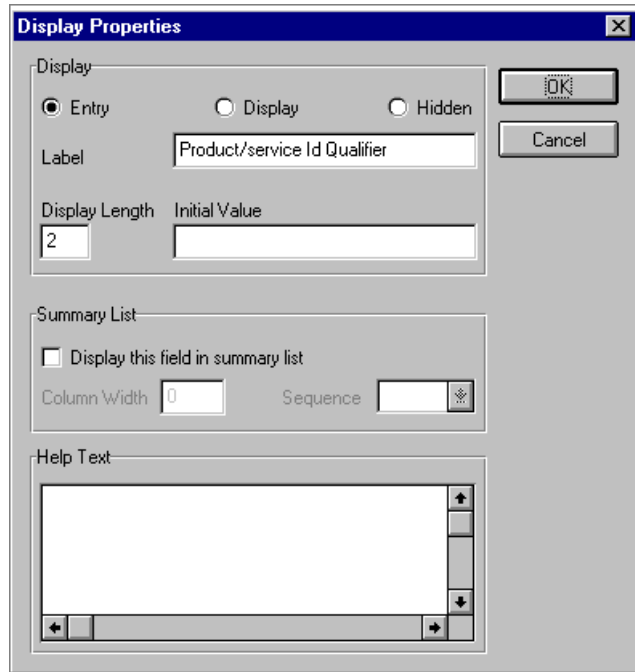 Display Properties
Display
OK
Entry Display Hidden
Cancel
Label Product/service Id Qualifier
Display Length Initial Value
2
Summary List
Display this field in summary list
Column Width 0 Sequence
Help Text